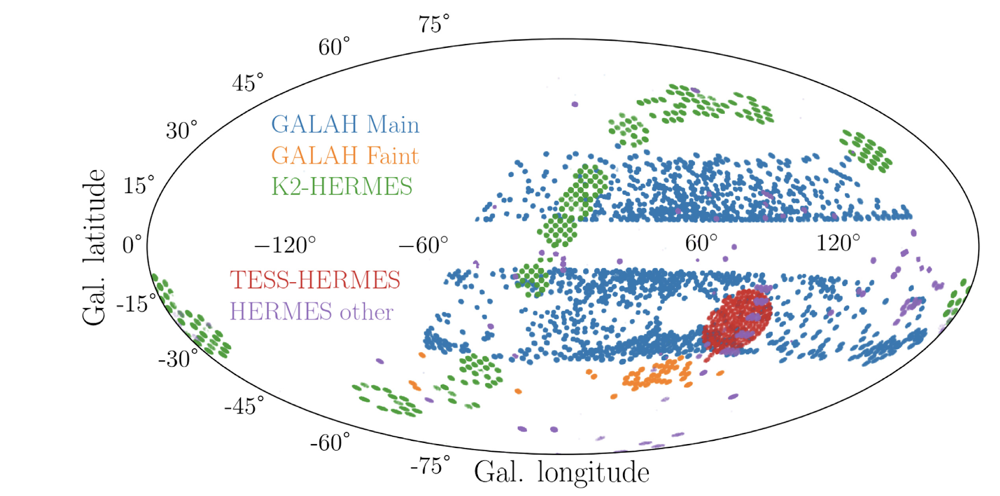 75°
60°
45°
30°
15°
0°
-15°
-30°
-45°
-60°
-75°
Gal. latitude
GALAH Main
GALAH Faint
K2-HERMES
−120°
−60°
60°
120°
TESS-HERMES
HERMES other
Gal. longitude